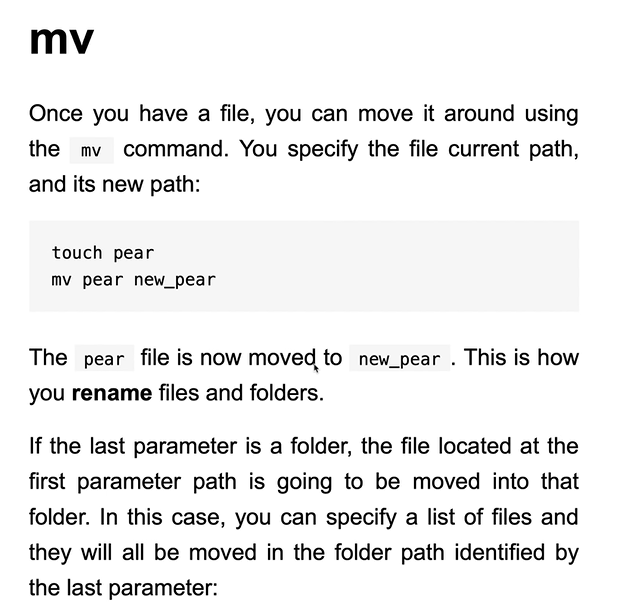 mv
Once you have a file, you can move it around using
the mv command. You specify the file current path,
and its new path:
touch pear
mv pear new_pear
The pear file is now moved to new_pear . This is how
you rename files and folders.
If the last parameter is a folder, the file located at the
first parameter path is going to be moved into that
folder. In this case, you can specify a list of files and
they will all be moved in the folder path identified by
the last parameter: